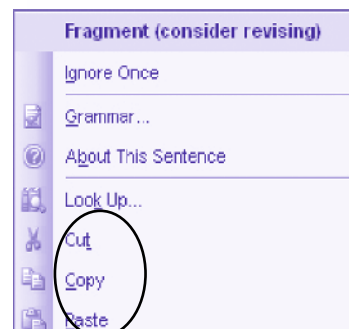 Fragment (consider revising)
Ignore Once
Grammar...
About This Sentence
Look Up...
Cut
Copy
Paste